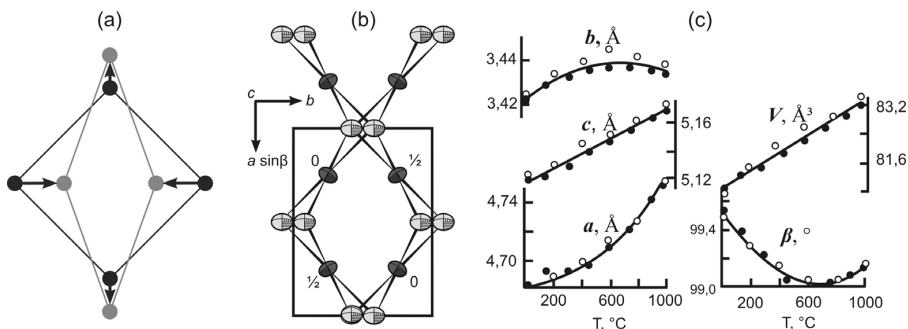 (a)
(b)
(c)
c
b
a sinβ
0
½
½
0
b, Å
3,44
3,42
c, Å
5,16
5,12
4,74
a, Å
4,70
200
600
1000
T, °C
V, Å³
83,2
81,6
99,4
β, °
99,0
200
600
1000
T, °C